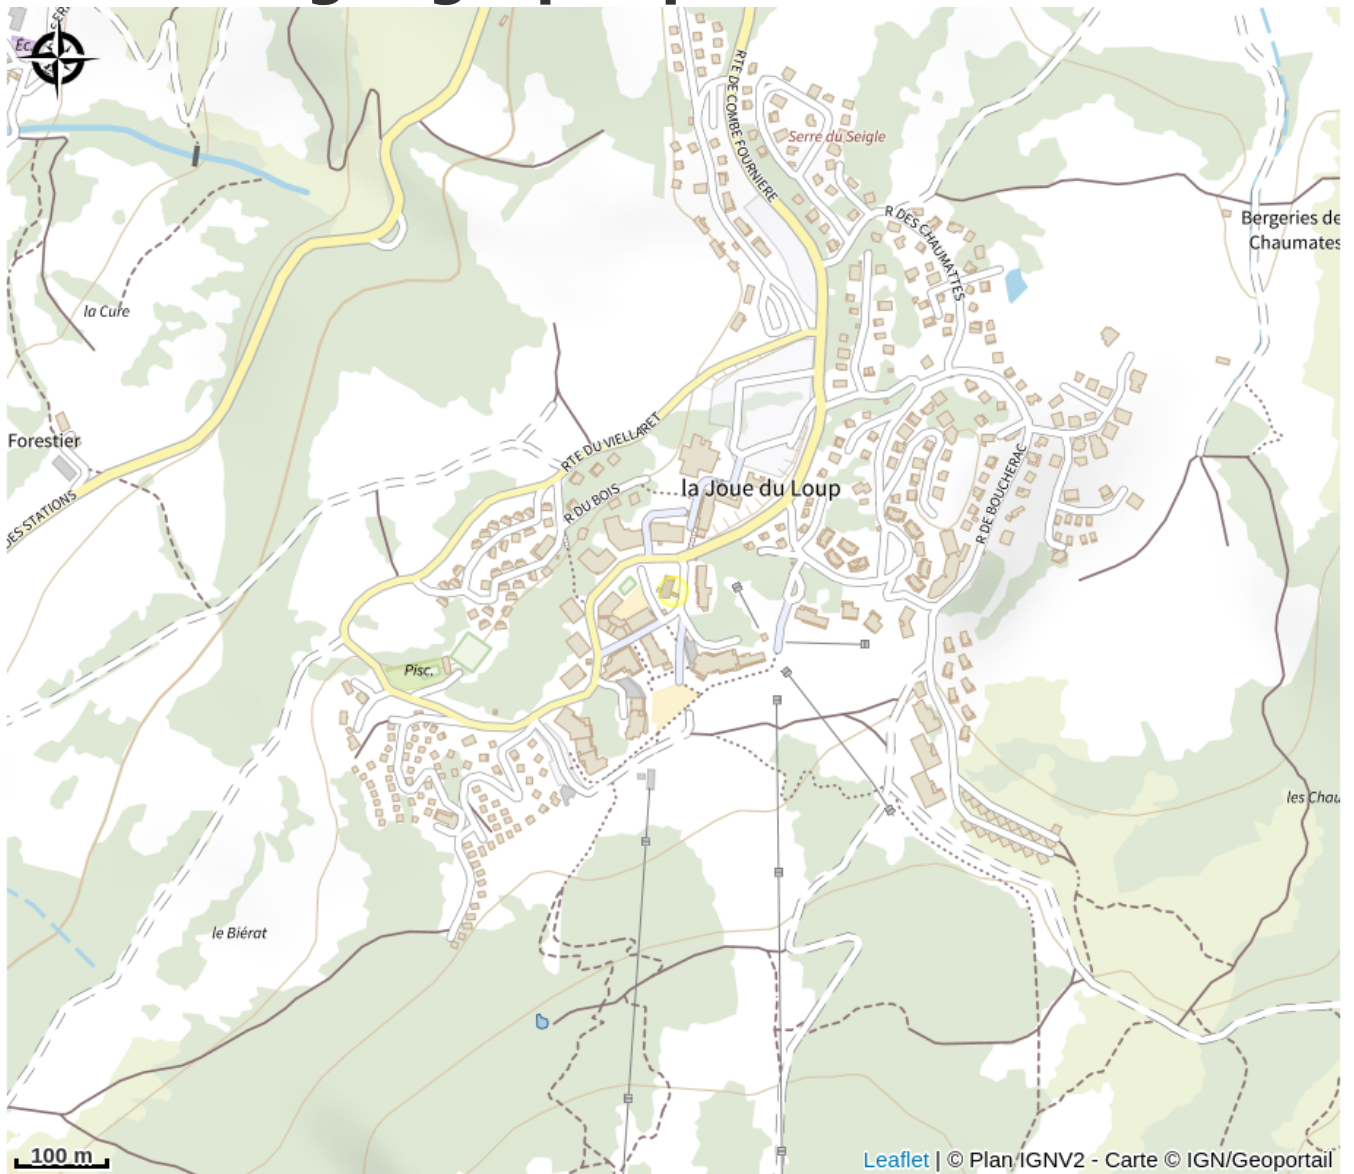 Éc.
RTE DE COMBE FOURNIERE
Serre du Seigle
R DES CHAUMATTES
Bergeries de
Chaumates
la Cure
Forestier
DES STATIONS
RTE DU VIELLARET
R DU BOIS
la Joue du Loup
R DE BOUCHERAC
Pisc.
les Chau
le Biérat
100 m
Leaflet | © Plan IGNV2 - Carte © IGN/Geoportail